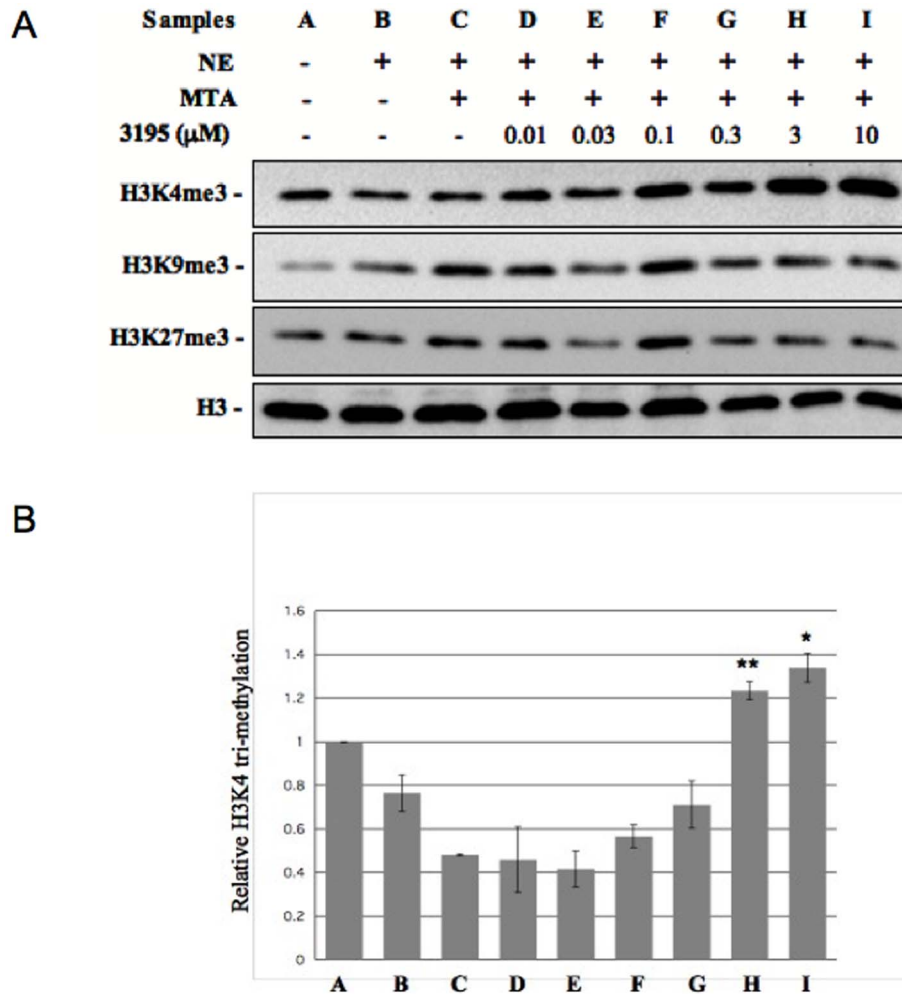 A
Samples A B C D E F G H I
NE - + + + + + + + +
MTA - - + + + + + + +
3195 (μM) - - - 0.01 0.03 0.1 0.3 3 10
H3K4me3 -
H3K9me3 -
H3K27me3 -
H3 -
B
Relative H3K4 tri-methylation
1.6
1.4
1.2
1
0.8
0.6
0.4
0.2
0
** *
A B C D E F G H I